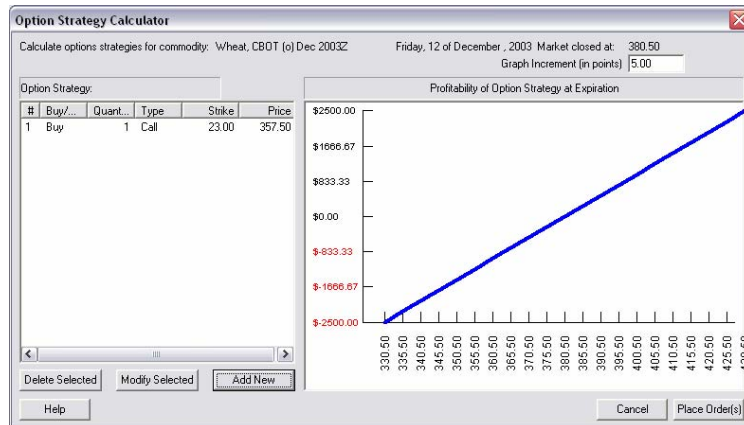 Option Strategy Calculator
Calculate options strategies for commodity: Wheat, CBOT (o) Dec 2003Z Friday, 12 of December , 2003 Market closed at: 380.50
Graph Increment (in points) 5.00
Option Strategy:
# Buy/... Quant... Type Strike Price
1 Buy 1 Call 23.00 357.50
Delete Selected Modify Selected Add New
Help
Profitability of Option Strategy at Expiration
$2500.00
$1666.67
$833.33
$0.00
$-833.33
$-1666.67
$-2500.00
330.50 335.50 340.50 345.50 350.50 355.50 360.50 365.50 370.50 375.50 380.50 385.50 390.50 395.50 400.50 405.50 410.50 415.50 420.50 425.50
Cancel Place Order(s)